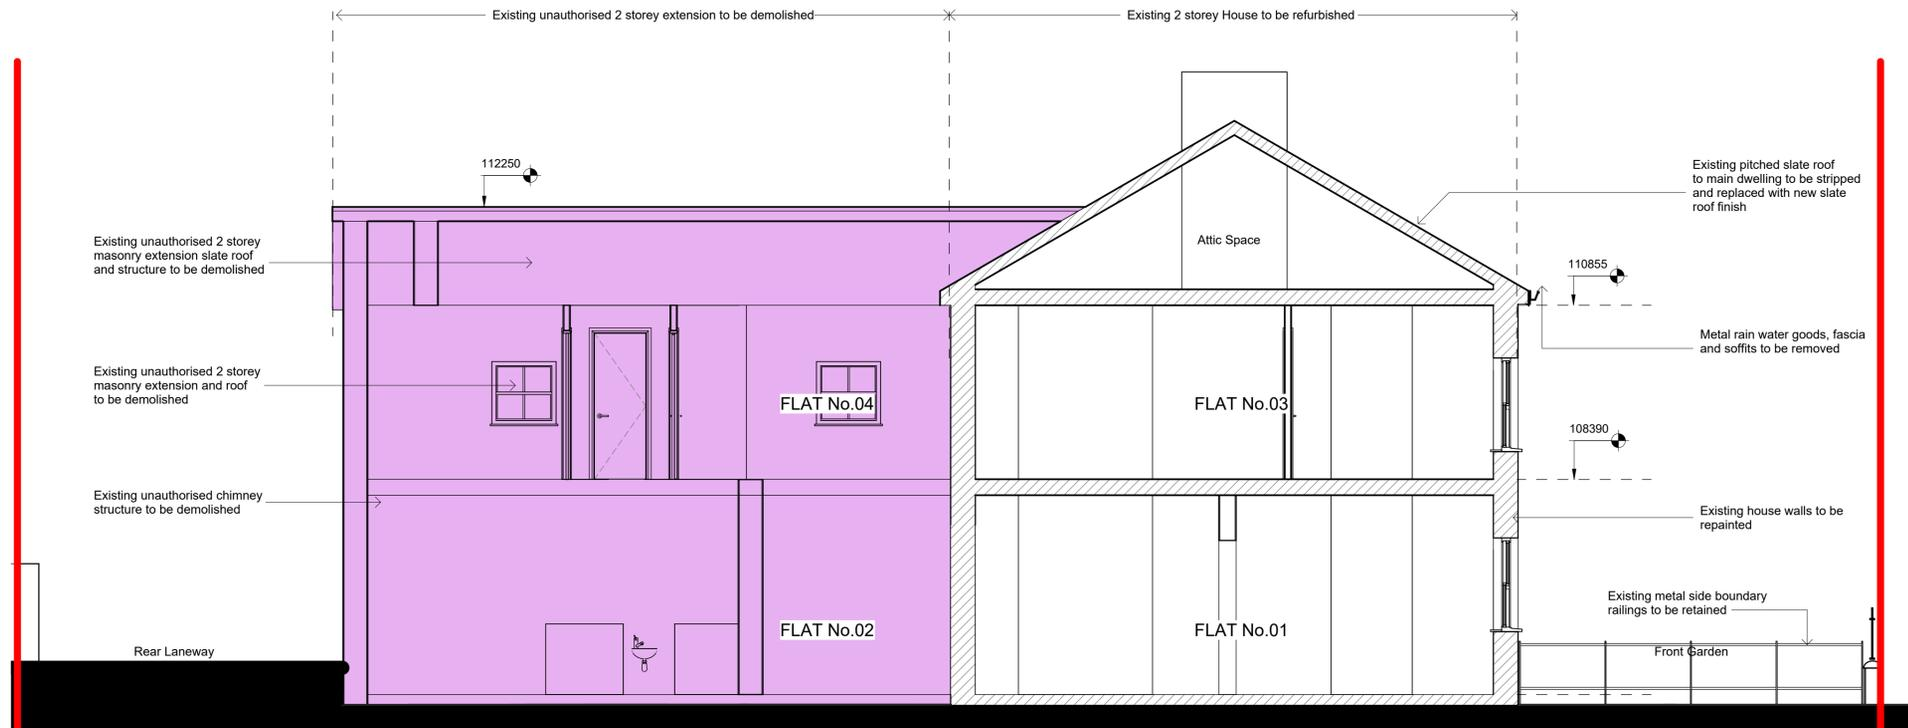 Existing unauthorised 2 storey extension to be demolished
Existing 2 storey House to be refurbished
112250
Existing pitched slate roof
to main dwelling to be stripped
and replaced with new slate
roof finish
Existing unauthorised 2 storey
masonry extension slate roof
and structure to be demolished
Attic Space
110855
Metal rain water goods, fascia
and soffits to be removed
Existing unauthorised 2 storey
masonry extension and roof
to be demolished
FLAT No.04
FLAT No.03
108390
Existing unauthorised chimney
structure to be demolished
Existing house walls to be
repainted
Existing metal side boundary
railings to be retained
FLAT No.02
FLAT No.01
Rear Laneway
Front Garden